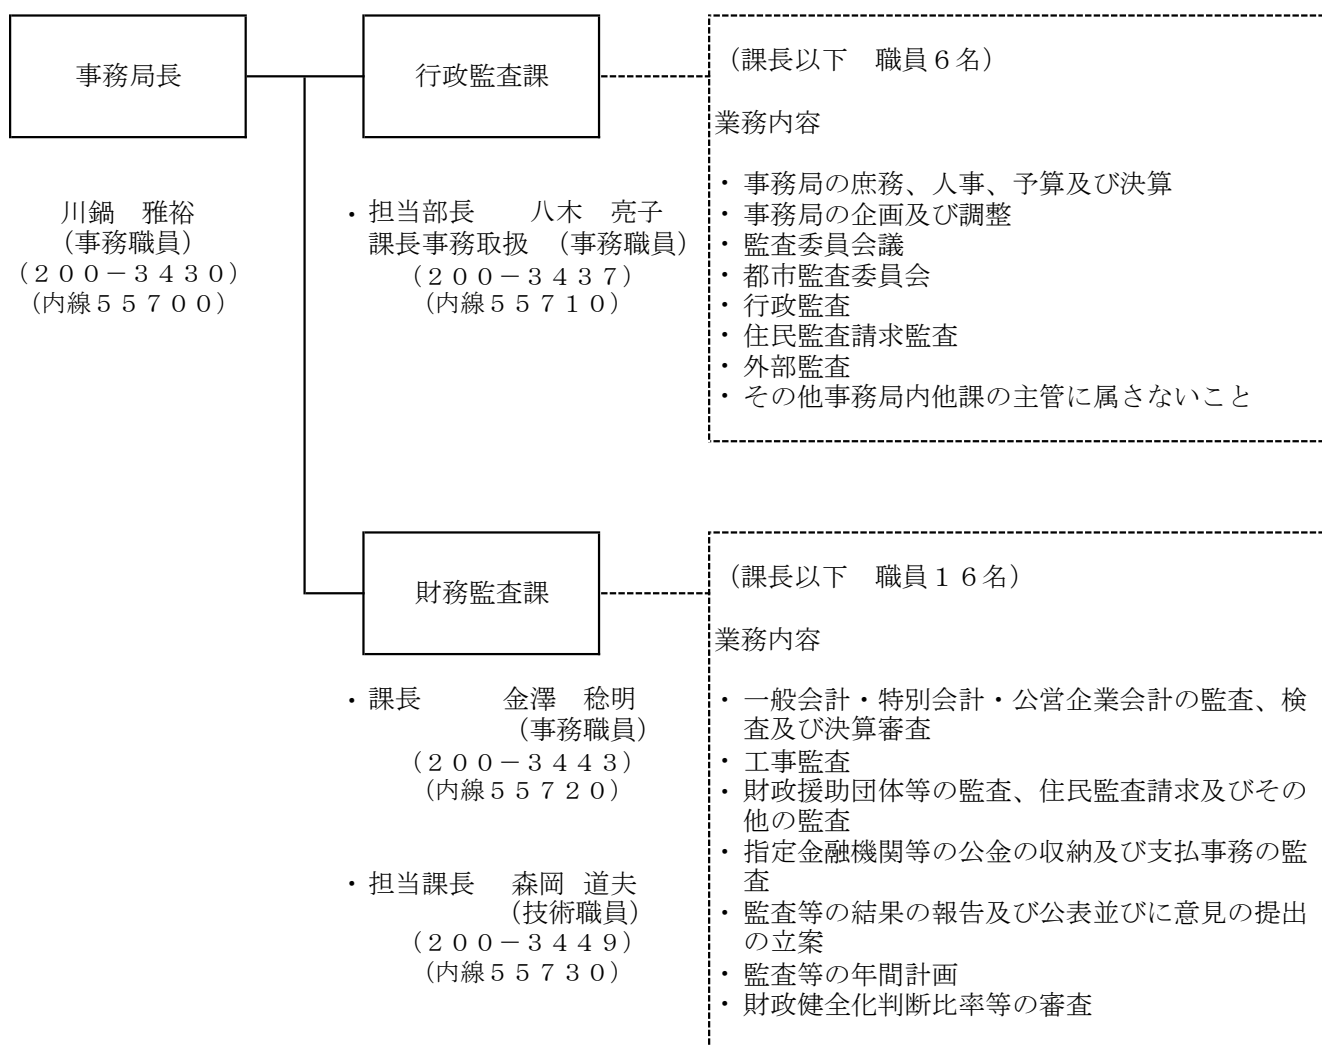 事務局長
川鍋　雅裕
（事務職員）
（２００－３４３０）
（内線５５７００）
行政監査課
・担当部長　　八木　亮子
課長事務取扱　（事務職員）
（２００－３４３７）
（内線５５７１０）
（課長以下　職員６名）
業務内容
・事務局の庶務、人事、予算及び決算
・事務局の企画及び調整
・監査委員会議
・都市監査委員会
・行政監査
・住民監査請求監査
・外部監査
・その他事務局内他課の主管に属さないこと
財務監査課
・課長　　　金澤　稔明
（事務職員）
（２００－３４４３）
（内線５５７２０）
・担当課長　森岡　道夫
（技術職員）
（２００－３４４９）
（内線５５７３０）
（課長以下　職員１６名）
業務内容
・一般会計・特別会計・公営企業会計の監査、検
査及び決算審査
・工事監査
・財政援助団体等の監査、住民監査請求及びその
他の監査
・指定金融機関等の公金の収納及び支払事務の監
査
・監査等の結果の報告及び公表並びに意見の提出
の立案
・監査等の年間計画
・財政健全化判断比率等の審査